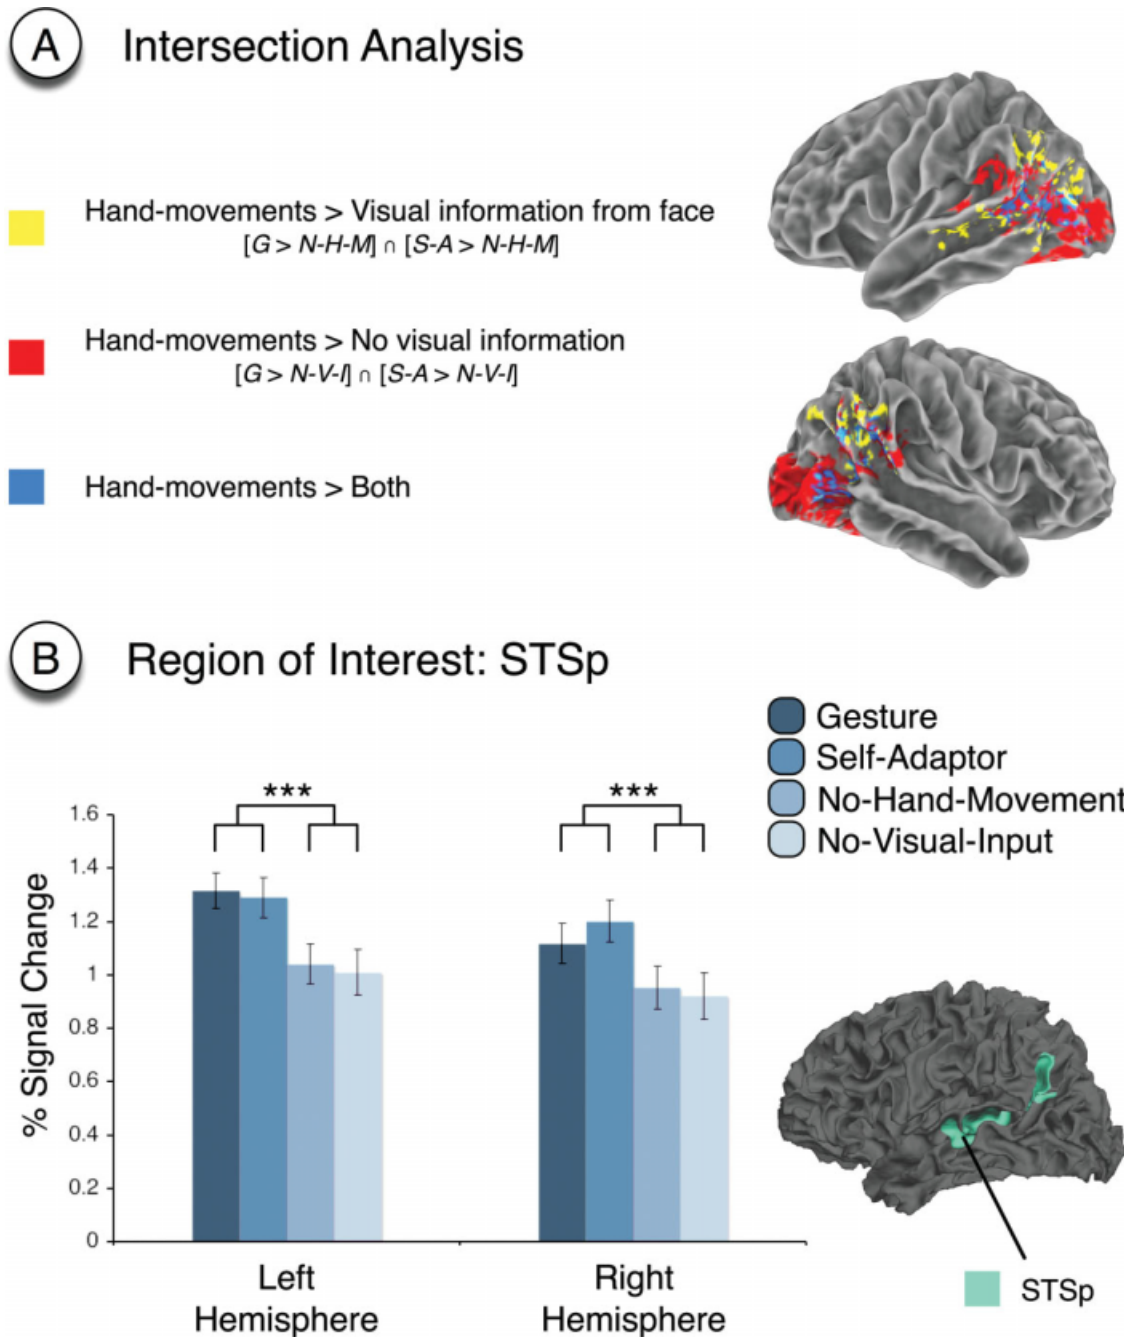 A Intersection Analysis
Hand-movements > Visual information from face
[G > N-H-M] ∩ [S-A > N-H-M]
Hand-movements > No visual information
[G > N-V-I] ∩ [S-A > N-V-I]
Hand-movements > Both
B Region of Interest: STSp
Gesture
Self-Adaptor
No-Hand-Movement
No-Visual-Input
% Signal Change
1.6
1.4
1.2
1
0.8
0.6
0.4
0.2
0
***
***
Left
Hemisphere
Right
Hemisphere
STSp